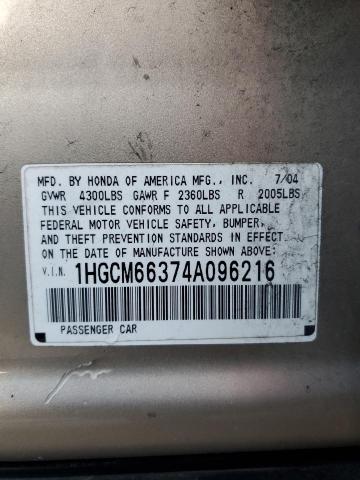 MFD. BY HONDA OF AMERICA MFG., INC. 7/04
GVWR 4300LBS GAWR F 2360LBS R 2005LBS
THIS VEHICLE CONFORMS TO ALL APPLICABLE
FEDERAL MOTOR VEHICLE SAFETY, BUMPER,
AND THEFT PREVENTION STANDARDS IN EFFECT
ON THE DATE OF MANUFACTURE SHOWN ABOVE:
V.I.N. 1HGCM66374A096216
PASSENGER CAR